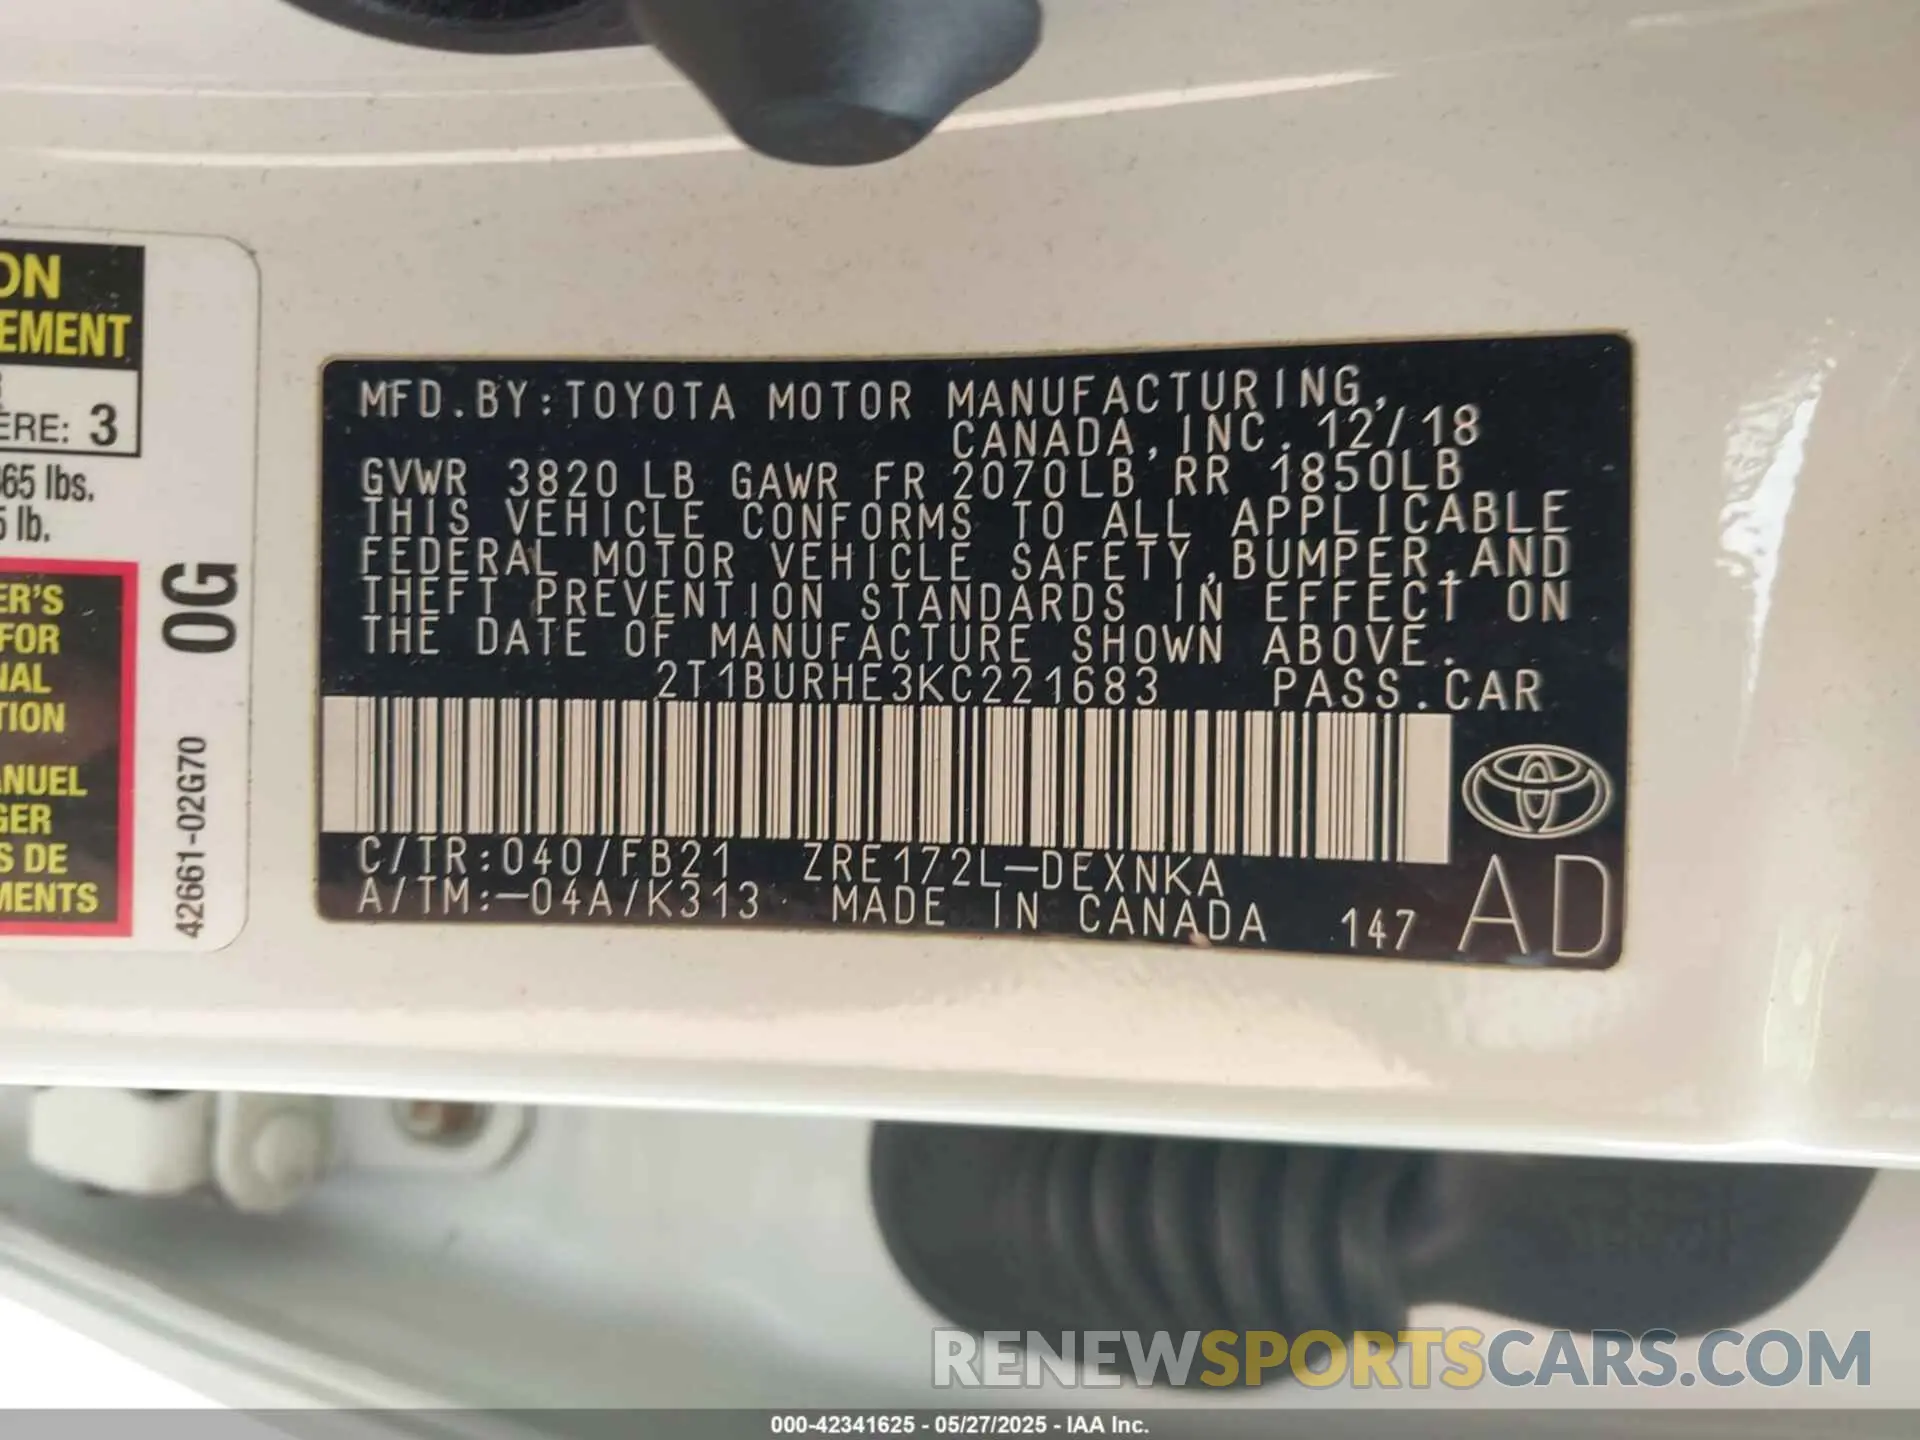 ON
EMENT
ERE: 3
365 lbs.
5 lb.
ER'S
FOR
NAL
TION
ANUEL
GER
S DE
MENTS
0G
42661-02G70
MFD.BY:TOYOTA MOTOR MANUFACTURING,
CANADA,INC. 12/18
GVWR 3820LB GAWR FR 2070LB RR 1850LB
THIS VEHICLE CONFORMS TO ALL APPLICABLE
FEDERAL MOTOR VEHICLE SAFETY,BUMPER,AND
THEFT PREVENTION STANDARDS IN EFFECT ON
THE DATE OF MANUFACTURE SHOWN ABOVE.
2T1BURHE3KC221683 PASS.CAR
C/TR:040/FB21 ZRE172L-DEXNKA
A/TM:-04A/K313 MADE IN CANADA 147
AD
RENEWSPORTSCARS.COM
000-42341625 - 05/27/2025 - IAA Inc.